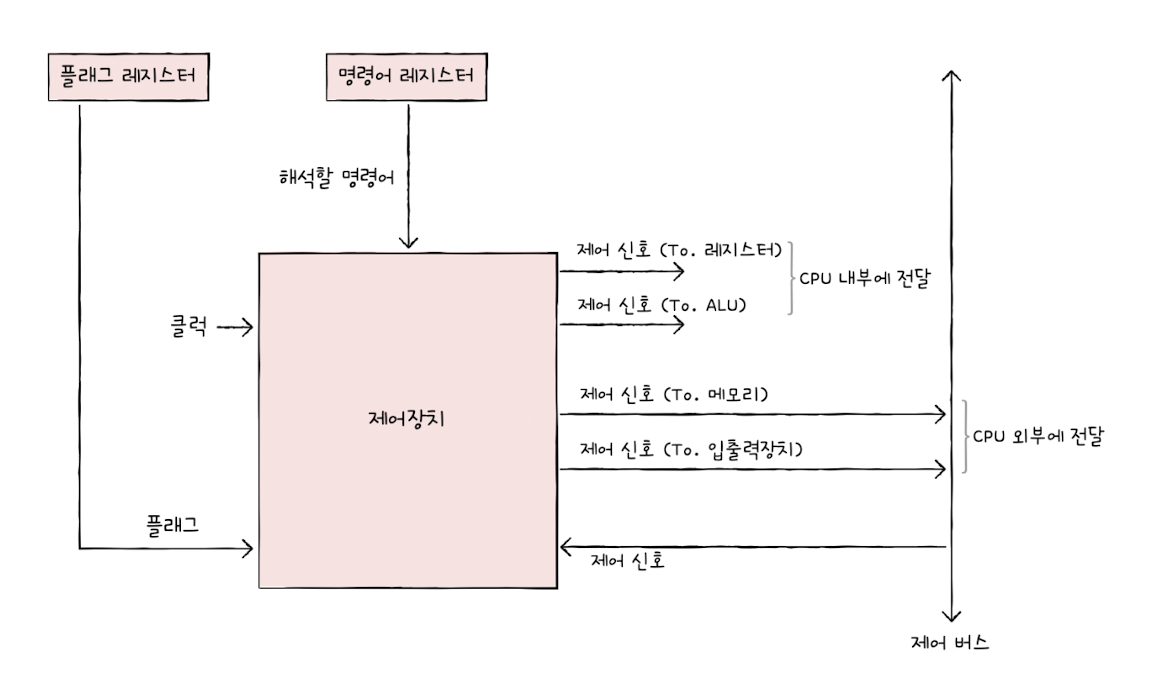 플래그 레지스터
명령어 레지스터
해석할 명령어
제어 신호 (To. 레지스터)
CPU 내부에 전달
제어 신호 (To. ALU)
클럭
제어 신호 (To. 메모리)
제어장치
CPU 외부에 전달
제어 신호 (To. 입출력장치)
플래그
제어 신호
제어 버스